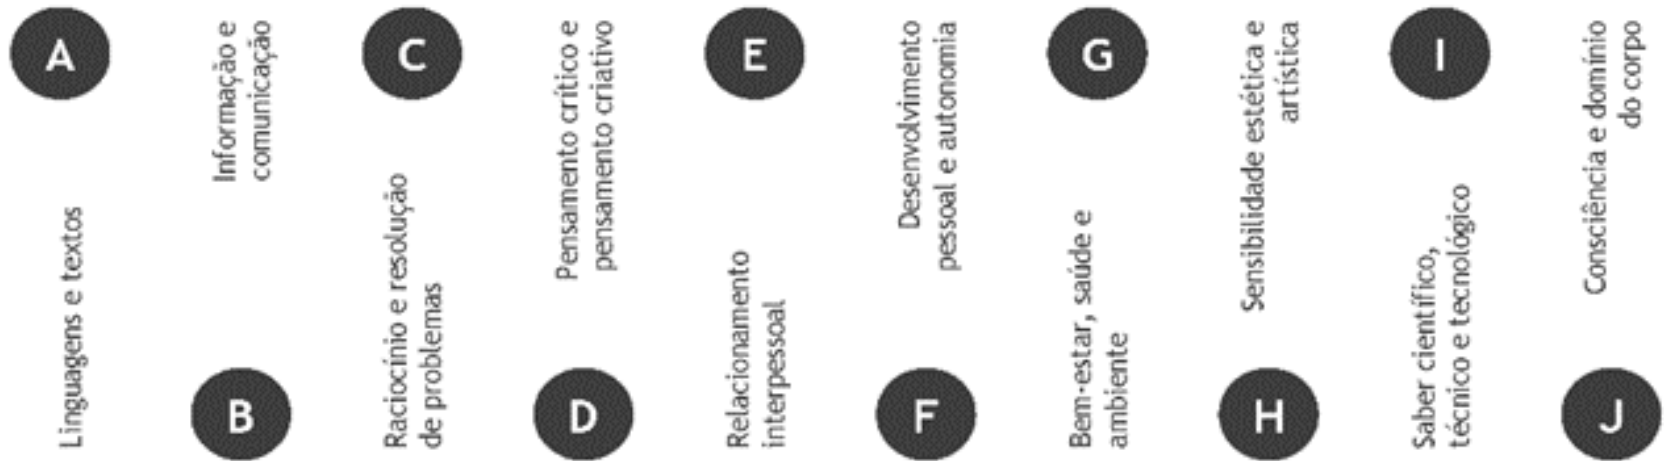 A
Linguagens e textos
B
Informação e
comunicação
C
Raciocínio e resolução
de problemas
D
Pensamento crítico e
pensamento criativo
E
Relacionamento
interpessoal
F
Desenvolvimento
pessoal e autonomia
G
Bem-estar, saúde e
ambiente
H
Sensibilidade estética e
artística
I
Saber científico,
técnico e tecnológico
J
Consciência e domínio
do corpo